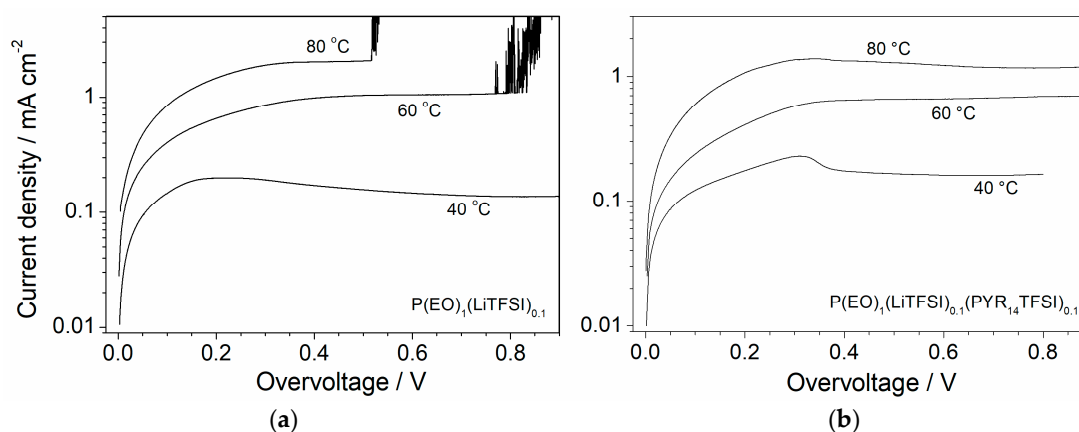 80 °C
60 °C
40 °C
P(EO)₁(LiTFSI)₀.₁
Current density / mA cm⁻²
1
0.1
0.01
0.0 0.2 0.4 0.6 0.8
Overvoltage / V
(a)
80 °C
60 °C
40 °C
P(EO)₁(LiTFSI)₀.₁(PYR₁₄TFSI)₀.₁
1
0.1
0.01
0.0 0.2 0.4 0.6 0.8
Overvoltage / V
(b)